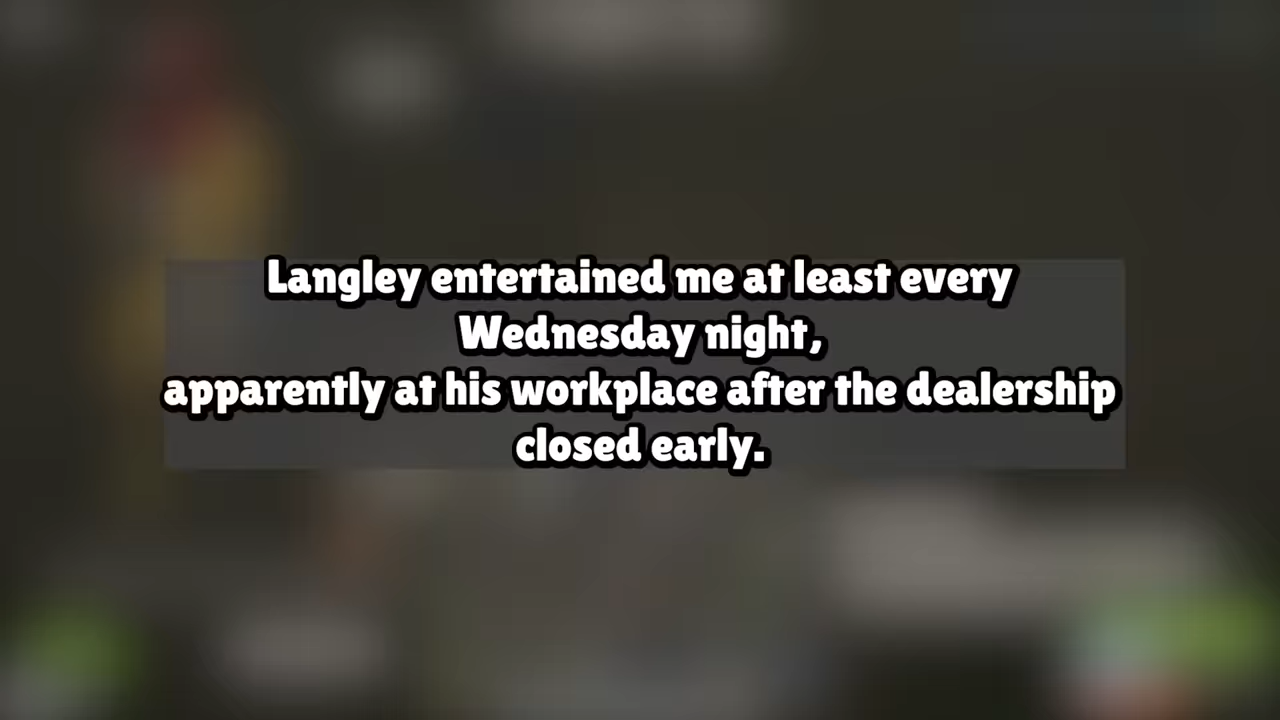 Langley entertained me at least every
Wednesday night,
apparently at his workplace after the dealership
closed early.